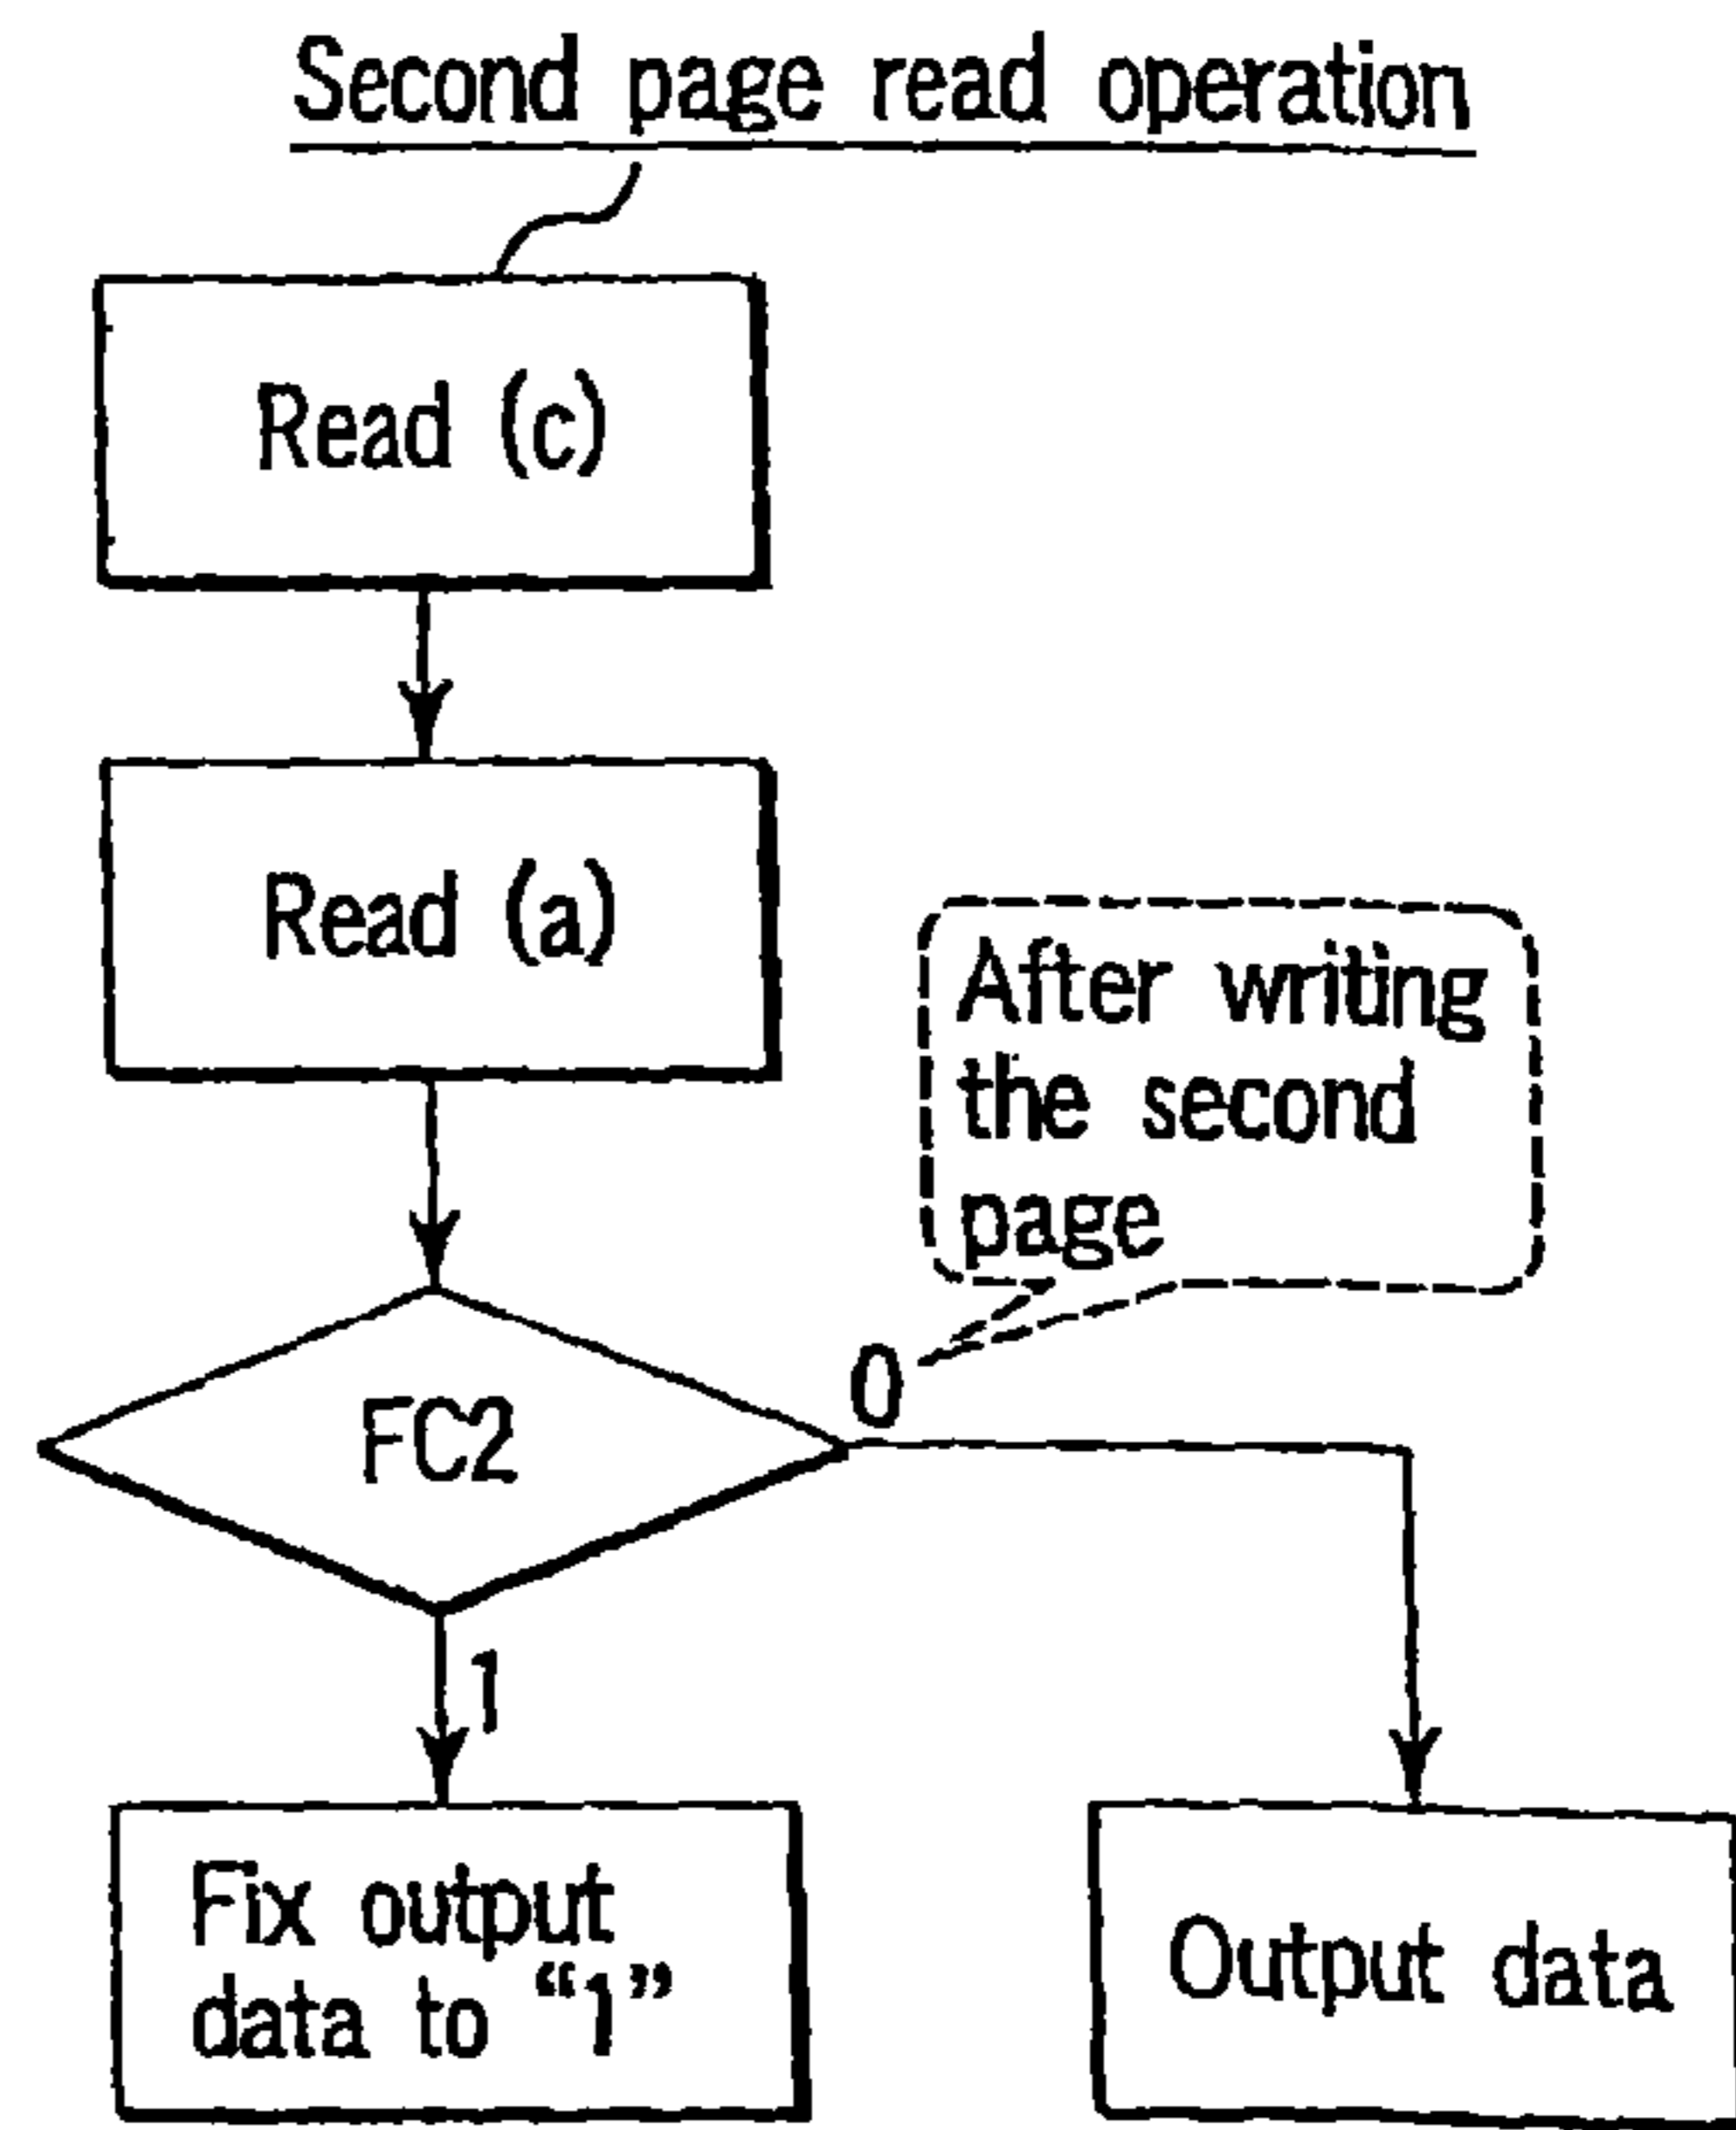 Second page read operation
Read (c)
Read (a)
After writing
the second
page
0
FC2
1
Fix output
data to “1”
Output data